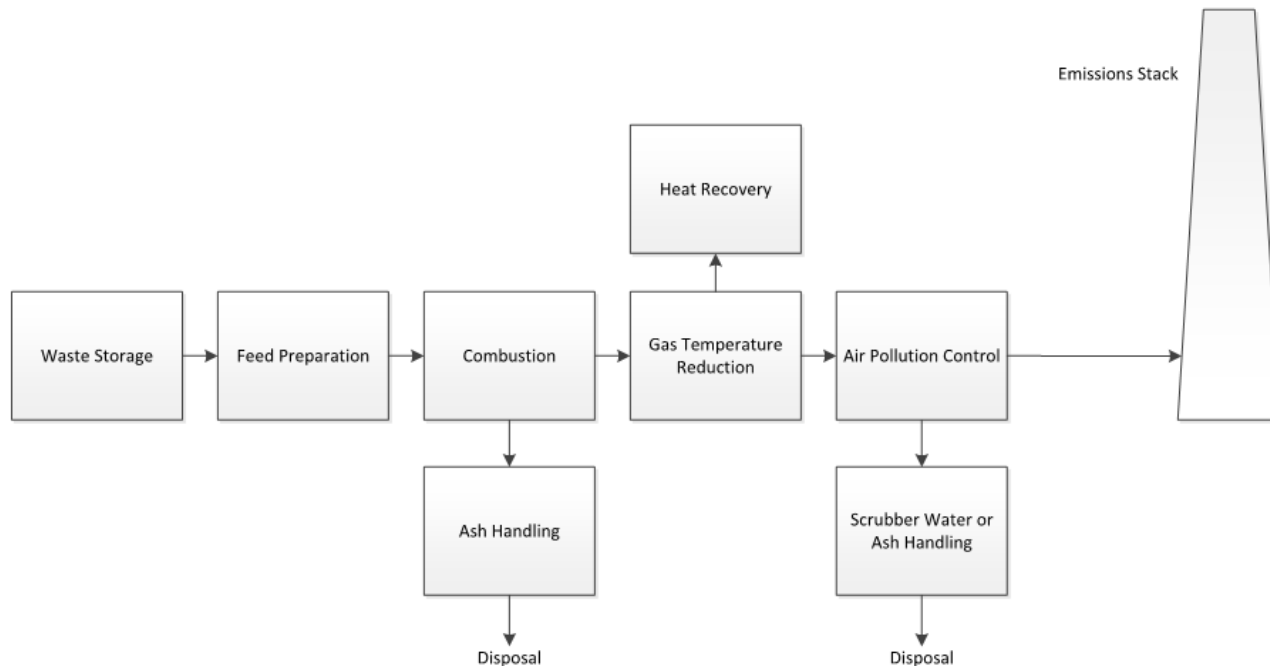 Emissions Stack
Heat Recovery
Waste Storage
Feed Preparation
Combustion
Gas Temperature
Reduction
Air Pollution Control
Ash Handling
Scrubber Water or
Ash Handling
Disposal
Disposal